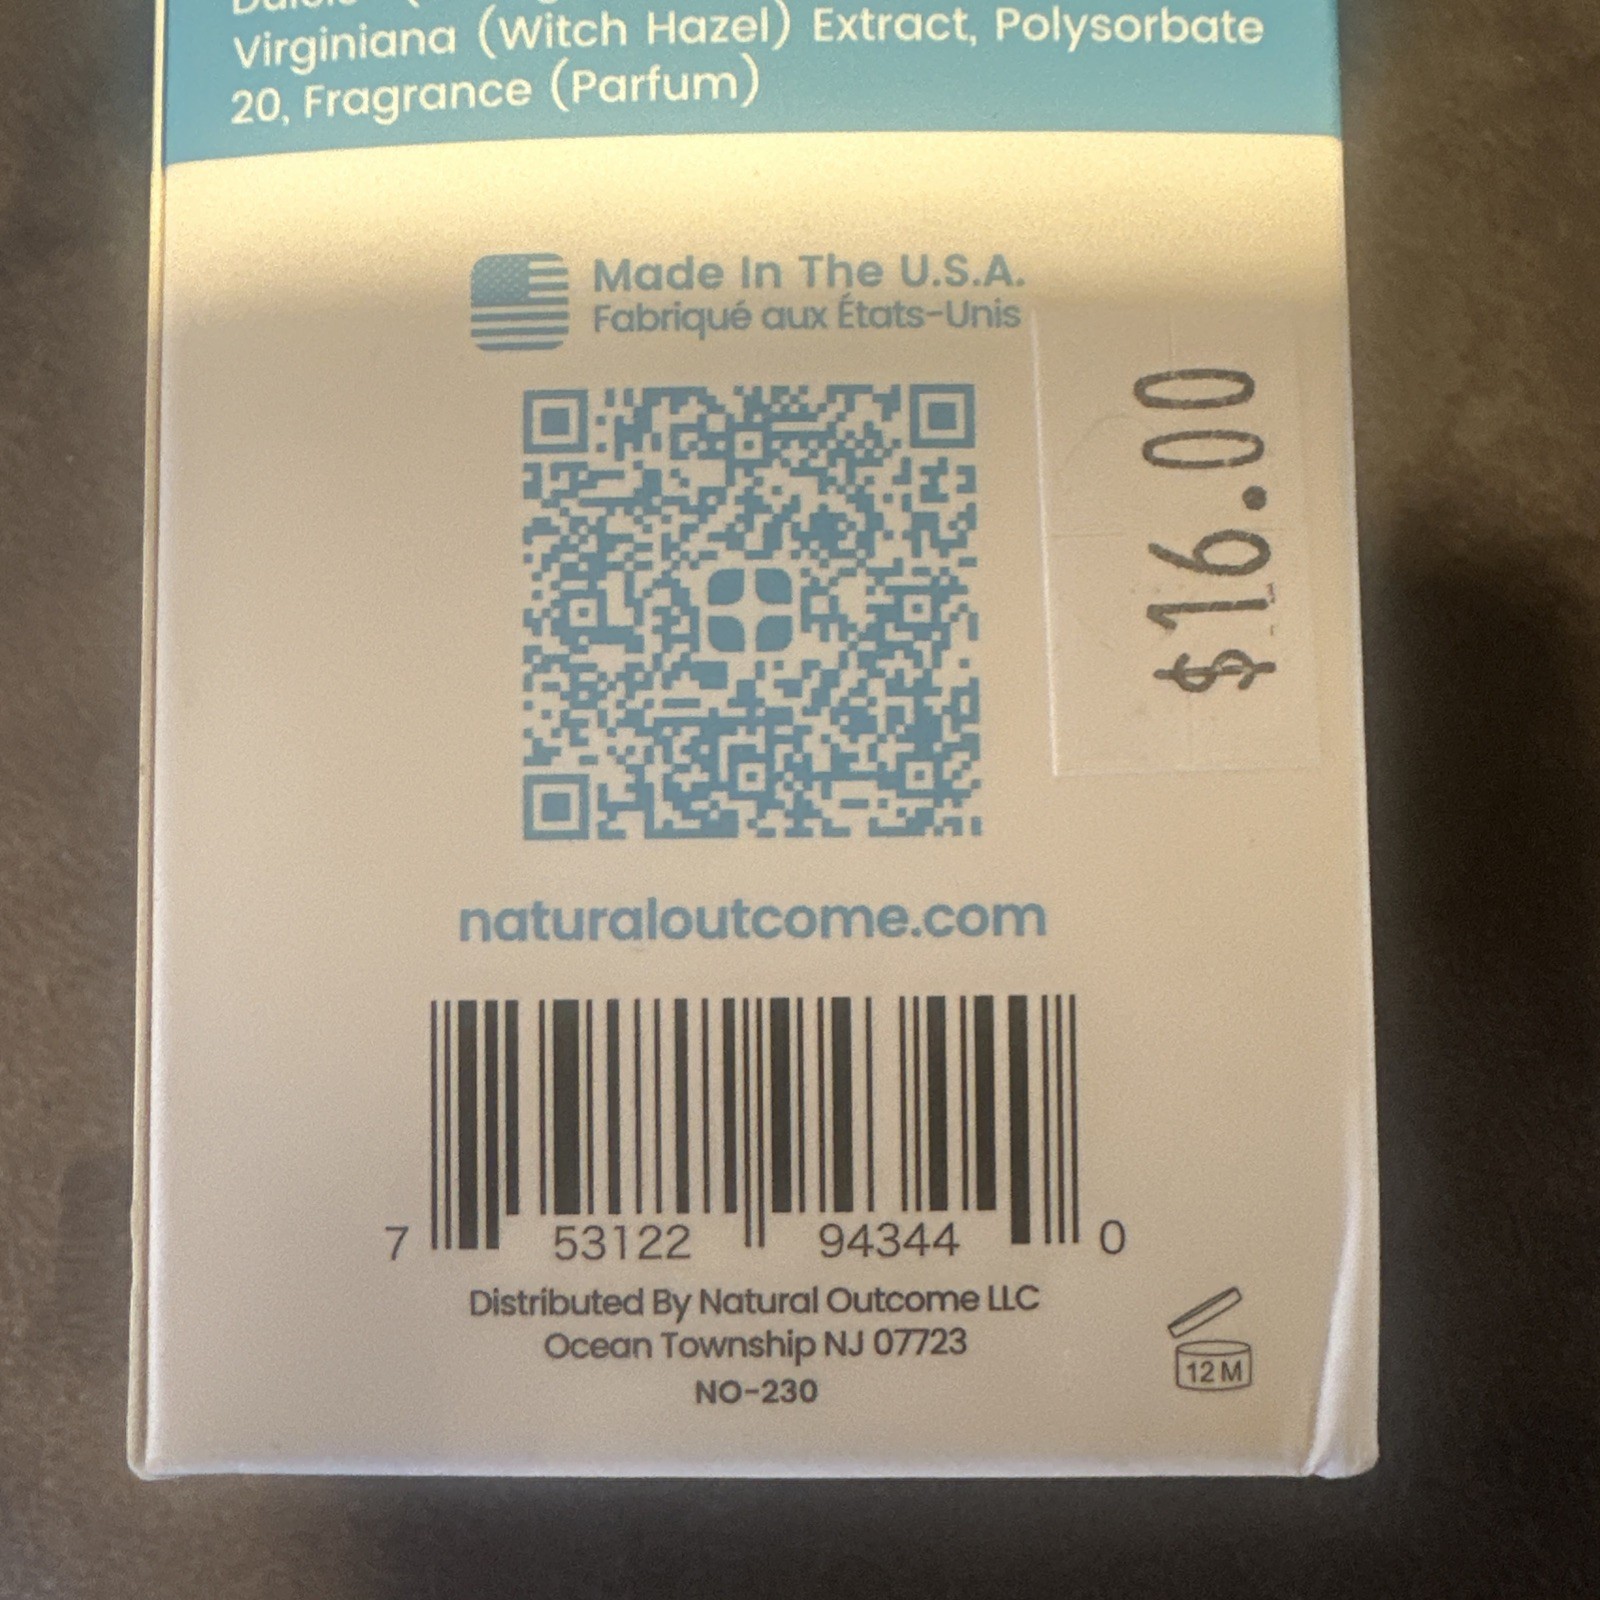 Virginiana (Witch Hazel) Extract, Polysorbate
20, Fragrance (Parfum)
Made In The U.S.A.
Fabriqué aux États-Unis
$16.00
naturaloutcome.com
7 53122 94344 0
Distributed By Natural Outcome LLC
Ocean Township NJ 07723
NO-230
12M